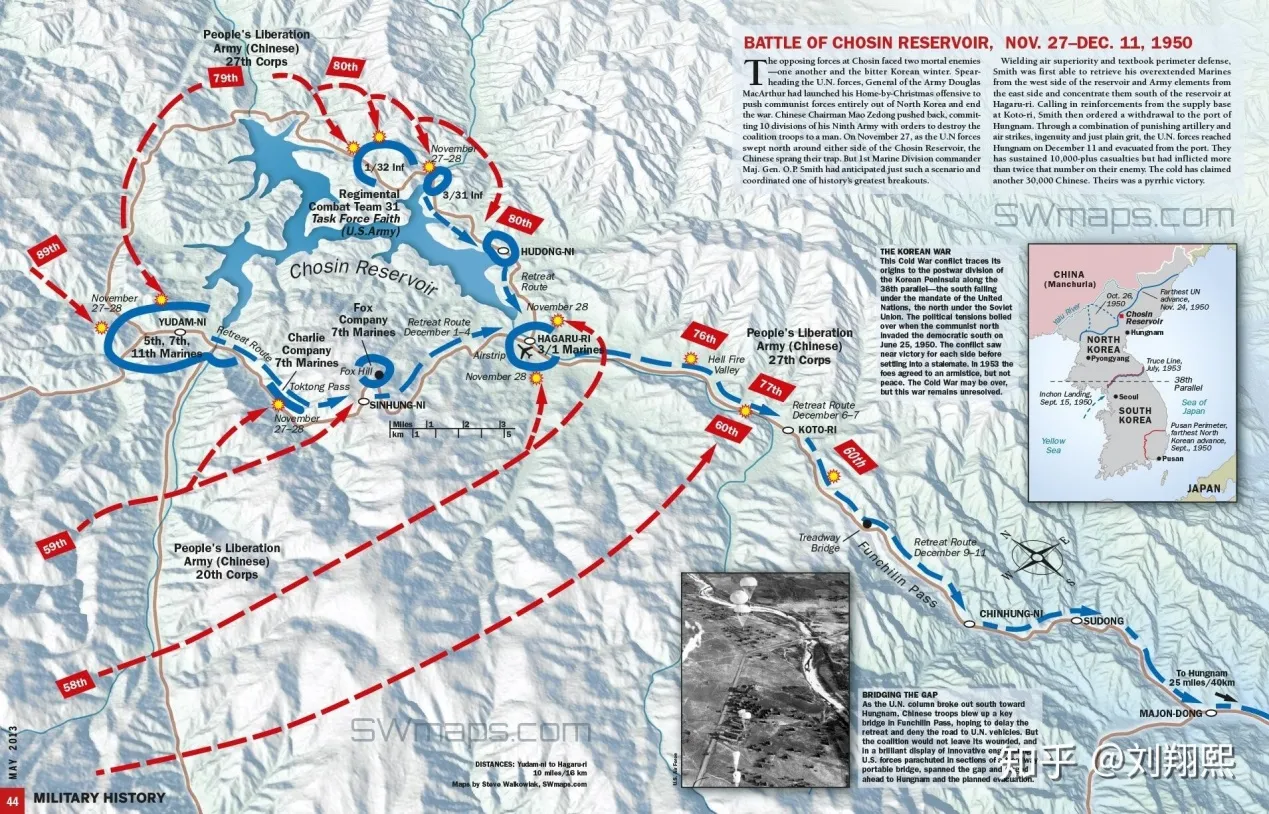 BATTLE OF CHOSIN RESERVOIR, NOV. 27–DEC. 11, 1950
The opposing forces at Chosin faced two mortal enemies
—one another and the bitter Korean winter. Spear-
heading the U.N. forces, General of the Army Douglas
MacArthur had launched his Home-by-Christmas offensive to
push communist forces entirely out of North Korea and end
the war. Chinese Chairman Mao Zedong pushed back, commit-
ting 10 divisions of his Ninth Army with orders to destroy the
coalition troops to a man. On November 27, as the U.N forces
swept north around either side of the Chosin Reservoir, the
Chinese sprang their trap. But 1st Marine Division commander
Maj. Gen. O.P. Smith had anticipated just such a scenario and
coordinated one of history's greatest breakouts.
Wielding air superiority and textbook perimeter defense,
Smith was first able to retrieve his overextended Marines
from the west side of the reservoir and Army elements from
the east side and concentrate them south of the reservoir at
Hagaru-ri. Calling in reinforcements from the supply base
at Koto-ri, Smith then ordered a withdrawal to the port of
Hungnam. Through a combination of punishing artillery and
air strikes, ingenuity and just plain grit, the U.N. forces reached
Hungnam on December 11 and evacuated from the port. They
has sustained 10,000-plus casualties but had inflicted more
than twice that number on their enemy. The cold has claimed
another 30,000 Chinese. Theirs was a pyrrhic victory.
SWmaps.com
People's Liberation
Army (Chinese)
27th Corps
79th
80th
November
27–28
1/32 Inf
3/31 Inf
Regimental
Combat Team 31
Task Force Faith
(U.S.Army)
80th
HUDONG-NI
Retreat
Route
Chosin Reservoir
89th
November
27–28
YUDAM-NI
5th, 7th,
11th Marines
Retreat Route
Charlie
Company
7th Marines
Fox
Company
7th Marines
Fox Hill
Toktong Pass
November
27–28
SINHUNG-NI
Retreat Route
December 1–4
November 28
HAGARU-RI
3/1 Marines
Airstrip
November 28
Miles 1 2 3
km 1 5
76th
Hell Fire
Valley
People's Liberation
Army (Chinese)
27th Corps
77th
60th
Retreat Route
December 6–7
KOTO-RI
60th
Treadway
Bridge
Funchilin Pass
Retreat Route
December 9–11
CHINHUNG-NI
SUDONG
To Hungnam
25 miles/40km
MAJON-DONG
N
E
S
W
59th
People's Liberation
Army (Chinese)
20th Corps
58th
THE KOREAN WAR
This Cold War conflict traces its
origins to the postwar division of
the Korean Peninsula along the
38th parallel—the south falling
under the mandate of the United
Nations, the north under the Soviet
Union. The political tensions boiled
over when the communist north
invaded the democratic south on
June 25, 1950. The conflict saw
near victory for each side before
settling into a stalemate. In 1953 the
foes agreed to an armistice, but not
peace. The Cold War may be over,
but this war remains unresolved.
CHINA
(Manchuria)
Yalu River
Oct. 26,
1950
Farthest UN
advance,
Nov. 24, 1950
Chosin
Reservoir
Hungnam
NORTH
KOREA
Pyongyang
Truce Line,
July, 1953
38th
Parallel
Inchon Landing,
Sept. 15, 1950
Seoul
SOUTH
KOREA
Sea of
Japan
Yellow
Sea
Pusan Perimeter,
farthest North
Korean advance,
Sept., 1950
Pusan
JAPAN
BRIDGING THE GAP
As the U.N. column broke out south toward
Hungnam, Chinese troops blew up a key
bridge in Funchilin Pass, hoping to delay the
retreat and deny the road to U.N. vehicles. But
the coalition would not leave its wounded, and
in a brilliant display of innovative
U.S. forces parachuted in sections of
portable bridge, spanned the gap and
ahead to Hungnam and the planned evacuation.
U.S. Air Force
SWmaps.com
DISTANCES: Yudam-ni to Hagaru-ri
10 miles/16 km
Maps by Steve Walkowiak, SWmaps.com
MAY 2013
44 MILITARY HISTORY
知乎 @刘翔熙